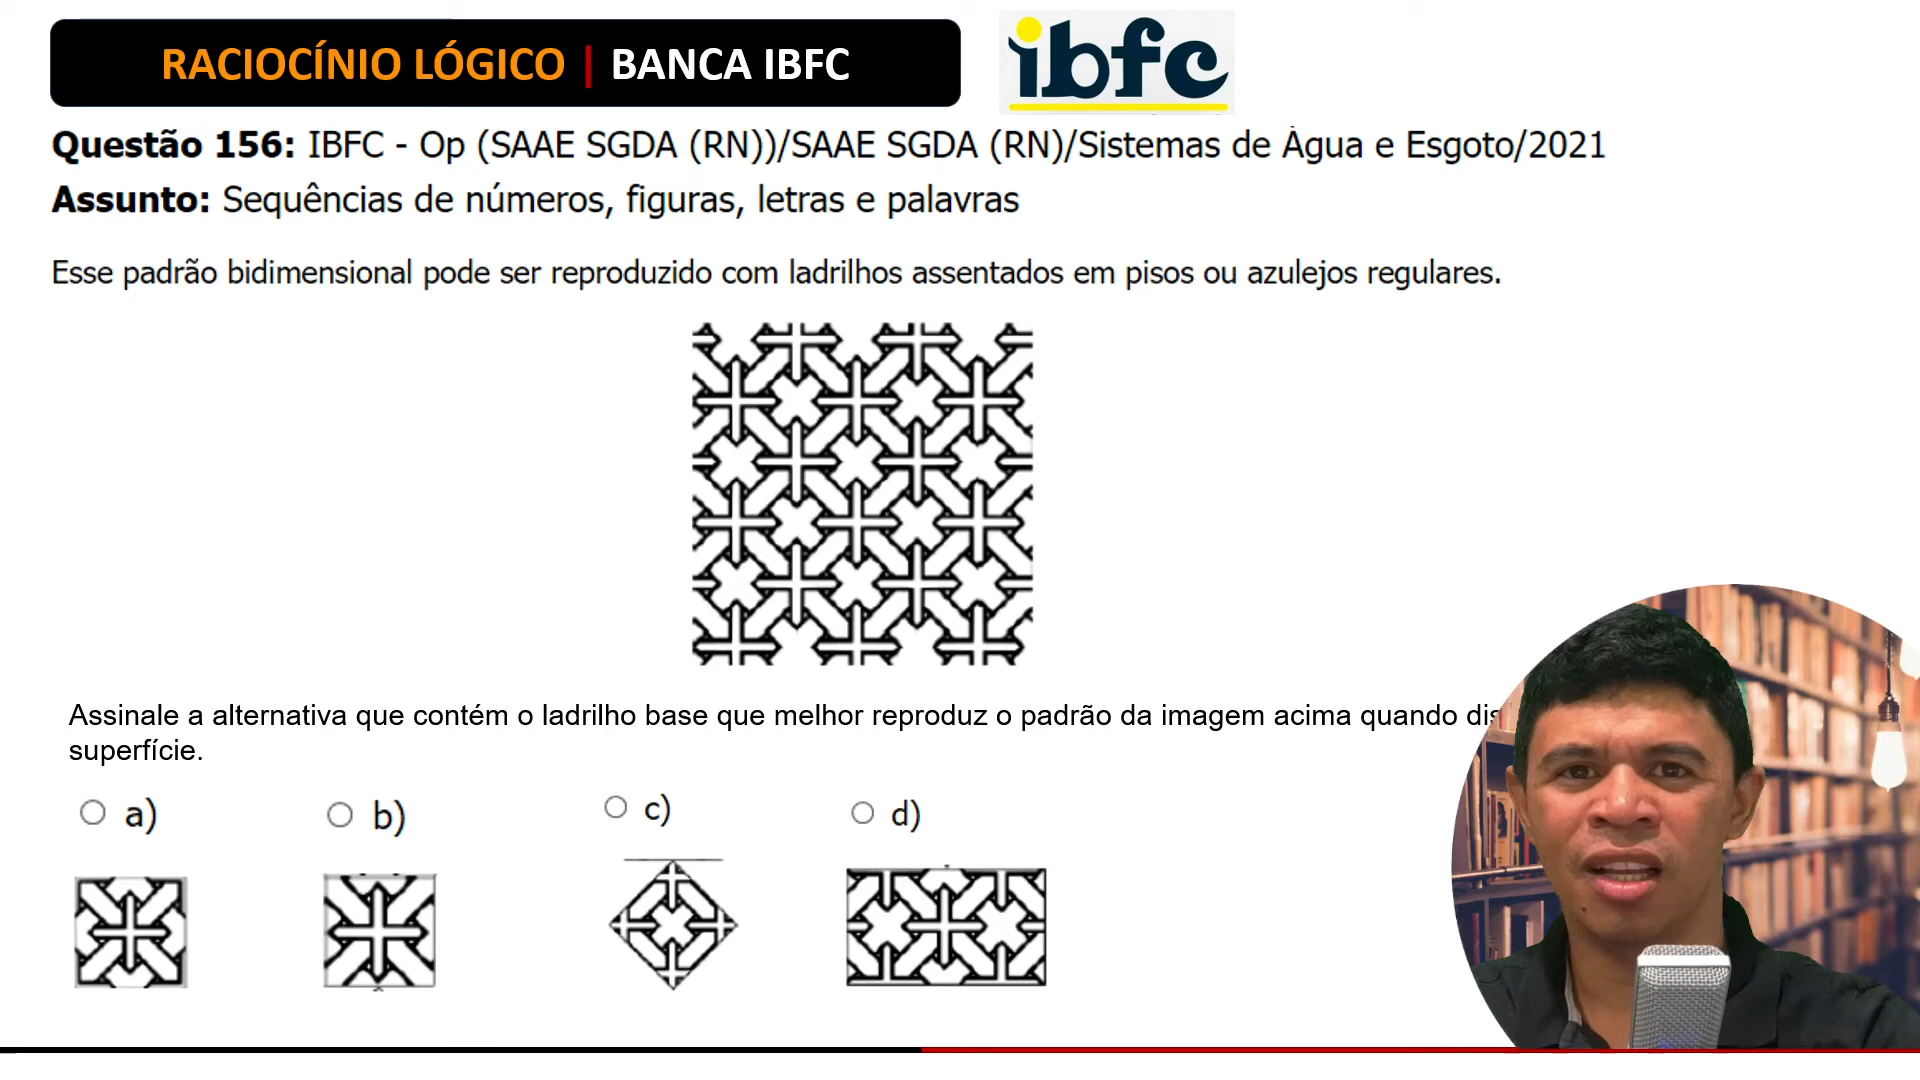 RACIOCÍNIO LÓGICO | BANCA IBFC
ibfc
Questão 156: IBFC - Op (SAAE SGDA (RN))/SAAE SGDA (RN)/Sistemas de Água e Esgoto/2021
Assunto: Sequências de números, figuras, letras e palavras
Esse padrão bidimensional pode ser reproduzido com ladrilhos assentados em pisos ou azulejos regulares.
Assinale a alternativa que contém o ladrilho base que melhor reproduz o padrão da imagem acima quando
superfície.
a) b) c) d)